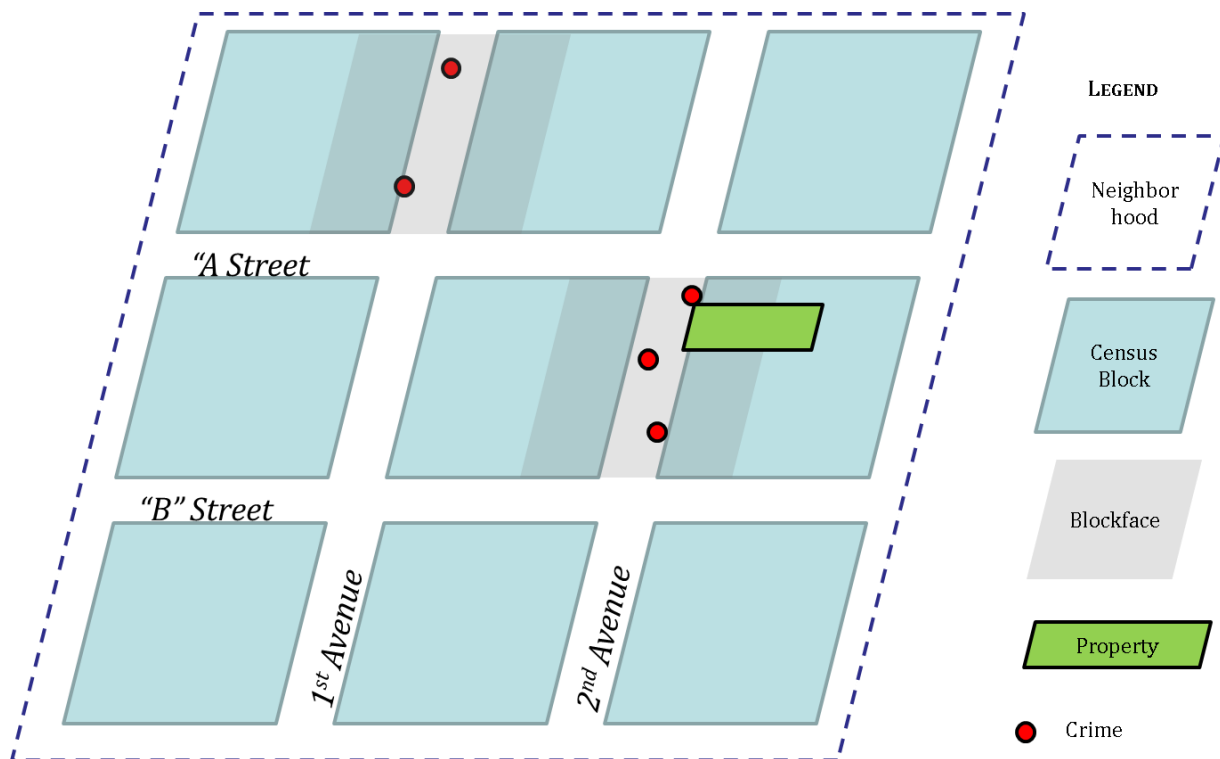 LEGEND
Neighbor
hood
“A Street
Census
Block
“B” Street
Blockface
1st Avenue
2nd Avenue
Property
Crime